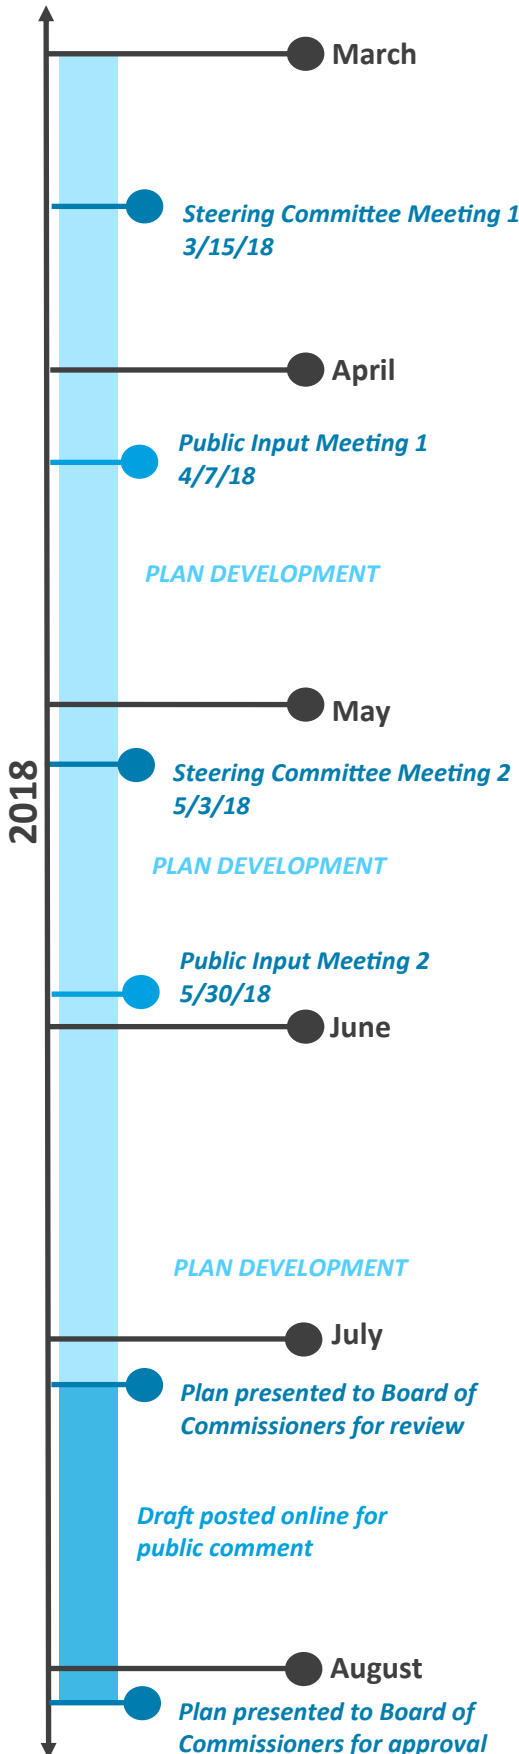 March
Steering Committee Meeting 1
3/15/18
April
Public Input Meeting 1
4/7/18
PLAN DEVELOPMENT
May
2018
Steering Committee Meeting 2
5/3/18
PLAN DEVELOPMENT
Public Input Meeting 2
5/30/18
June
PLAN DEVELOPMENT
July
Plan presented to Board of
Commissioners for review
Draft posted online for
public comment
August
Plan presented to Board of
Commissioners for approval